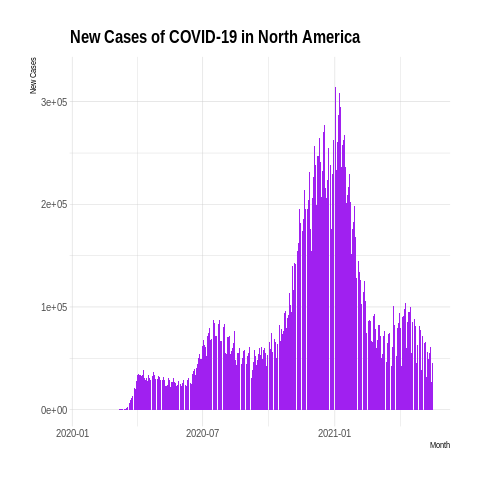 New Cases of COVID-19 in North America
New Cases
3e+05
2e+05
1e+05
0e+00
2020-01
2020-07
2021-01
Month